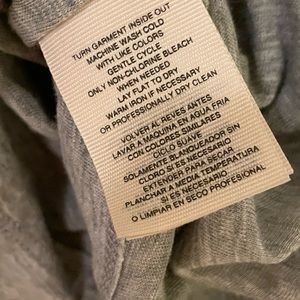 TURN GARMENT INSIDE OUT
MACHINE WASH COLD
WITH LIKE COLORS
GENTLE CYCLE
ONLY NON-CHLORINE BLEACH
WHEN NEEDED
LAY FLAT TO DRY
WARM IRON IF NECESSARY
OR PROFESSIONALLY DRY CLEAN
VOLVER AL REVES ANTES
LAVAR A MAQUINA EN AGUA FRIA
CON COLORES SIMILARES
CICLO SUAVE
SOLAMENTE BLANQUEADOR SIN
CLORO SI ES NECESARIO
EXTENDER PARA SECAR
PLANCHAR A MEDIA TEMPERATURA
SI ES NECESARIO
O LIMPIAR EN SECO PROFESIONAL